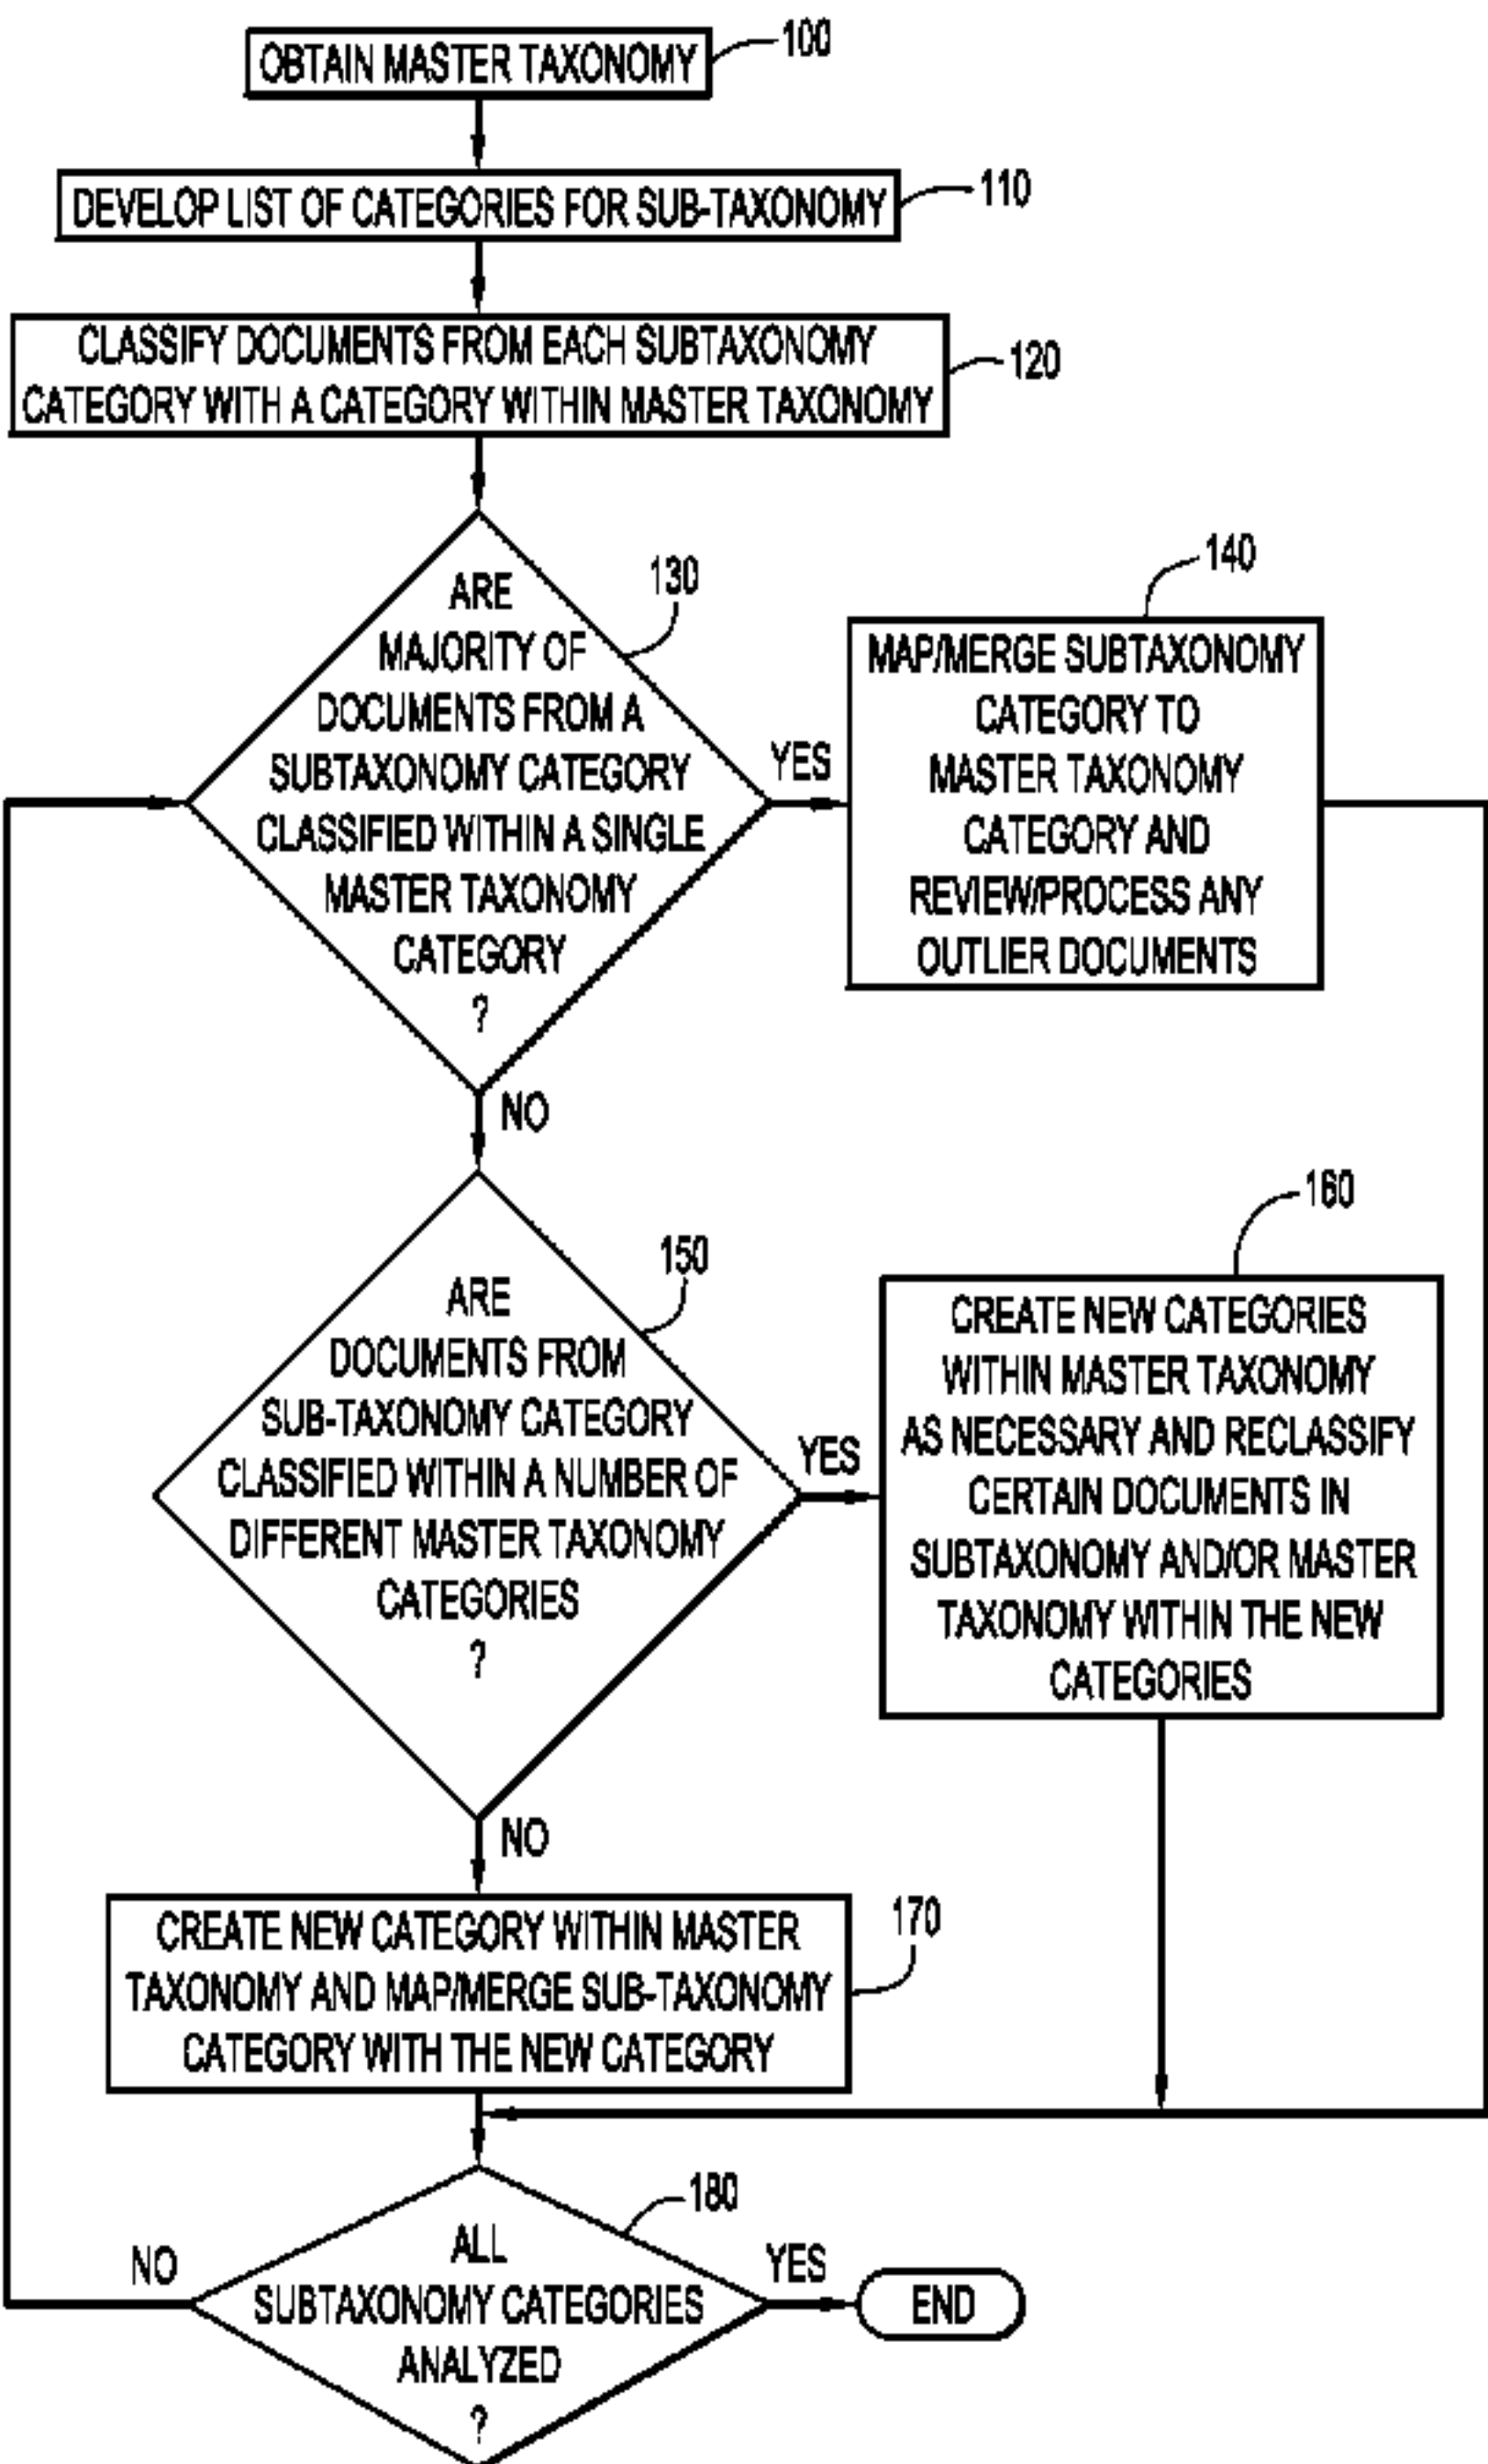 OBTAIN MASTER TAXONOMY
100
DEVELOP LIST OF CATEGORIES FOR SUB-TAXONOMY
110
CLASSIFY DOCUMENTS FROM EACH SUBTAXONOMY
CATEGORY WITH A CATEGORY WITHIN MASTER TAXONOMY
120
ARE
MAJORITY OF
DOCUMENTS FROM A
SUBTAXONOMY CATEGORY
CLASSIFIED WITHIN A SINGLE
MASTER TAXONOMY
CATEGORY
?
130
YES
NO
MAP/MERGE SUBTAXONOMY
CATEGORY TO
MASTER TAXONOMY
CATEGORY AND
REVIEW/PROCESS ANY
OUTLIER DOCUMENTS
140
ARE
DOCUMENTS FROM
SUB-TAXONOMY CATEGORY
CLASSIFIED WITHIN A NUMBER OF
DIFFERENT MASTER TAXONOMY
CATEGORIES
?
150
YES
NO
CREATE NEW CATEGORIES
WITHIN MASTER TAXONOMY
AS NECESSARY AND RECLASSIFY
CERTAIN DOCUMENTS IN
SUBTAXONOMY AND/OR MASTER
TAXONOMY WITHIN THE NEW
CATEGORIES
160
CREATE NEW CATEGORY WITHIN MASTER
TAXONOMY AND MAP/MERGE SUB-TAXONOMY
CATEGORY WITH THE NEW CATEGORY
170
ALL
SUBTAXONOMY CATEGORIES
ANALYZED
?
180
NO
YES
END